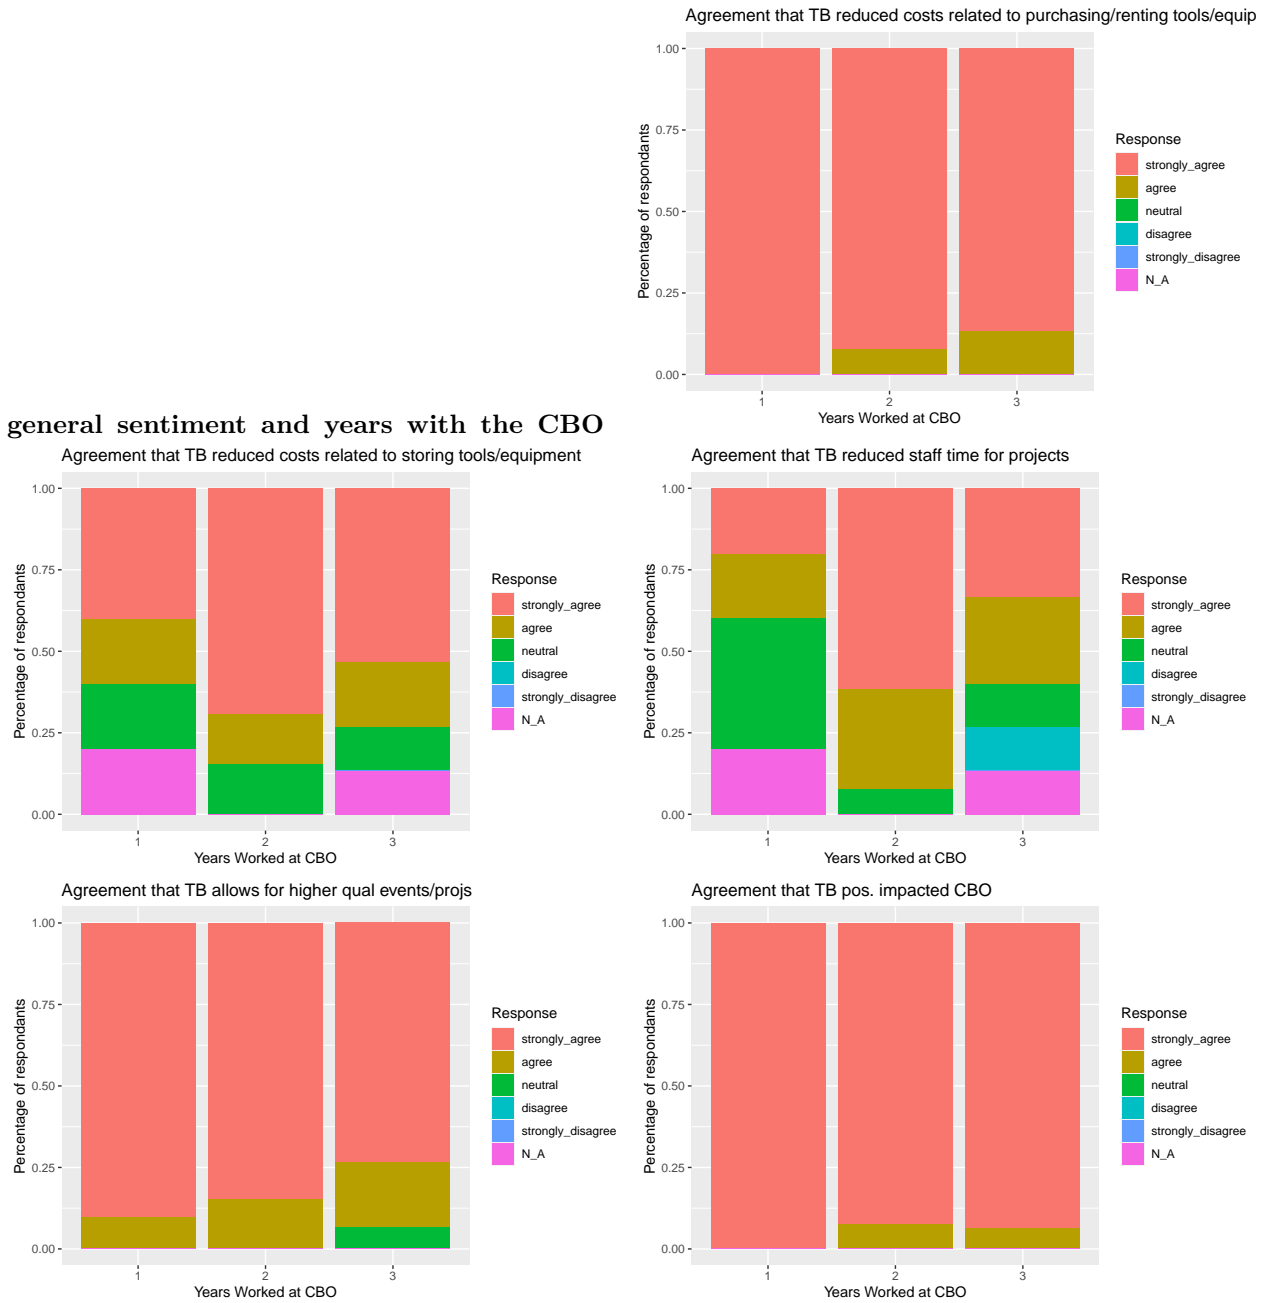 Agreement that TB reduced costs related to purchasing/renting tools/equip
1.00
0.75
0.50
0.25
0.00
Percentage of respondants
1 2 3
Years Worked at CBO
Response
strongly_agree
agree
neutral
disagree
strongly_disagree
N_A
general sentiment and years with the CBO
Agreement that TB reduced costs related to storing tools/equipment
1.00
0.75
0.50
0.25
0.00
Percentage of respondants
1 2 3
Years Worked at CBO
Response
strongly_agree
agree
neutral
disagree
strongly_disagree
N_A
Agreement that TB reduced staff time for projects
1.00
0.75
0.50
0.25
0.00
Percentage of respondants
1 2 3
Years Worked at CBO
Response
strongly_agree
agree
neutral
disagree
strongly_disagree
N_A
Agreement that TB allows for higher qual events/projs
1.00
0.75
0.50
0.25
0.00
Percentage of respondants
1 2 3
Years Worked at CBO
Response
strongly_agree
agree
neutral
disagree
strongly_disagree
N_A
Agreement that TB pos. impacted CBO
1.00
0.75
0.50
0.25
0.00
Percentage of respondants
1 2 3
Years Worked at CBO
Response
strongly_agree
agree
neutral
disagree
strongly_disagree
N_A